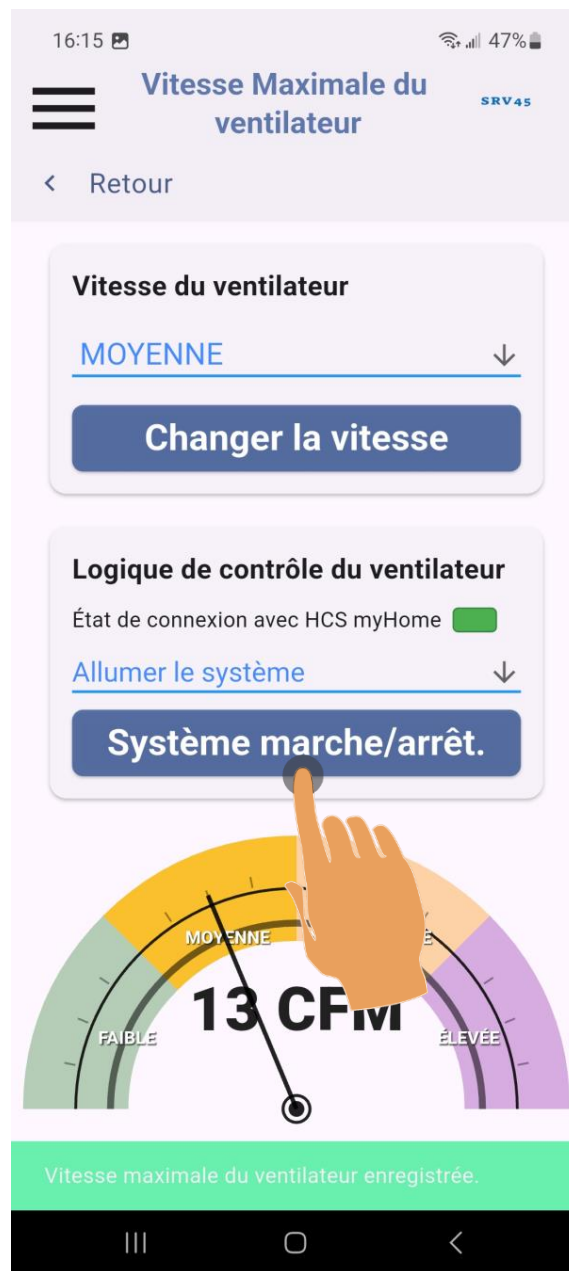 16:15 47%
Vitesse Maximale du
ventilateur
SRV45
Retour
Vitesse du ventilateur
MOYENNE
Changer la vitesse
Logique de contrôle du ventilateur
État de connexion avec HCS myHome
Allumer le système
Système marche/arrêt.
MOYENNE
13 CFM
FAIBLE
ÉLEVÉE
Vitesse maximale du ventilateur enregistrée.